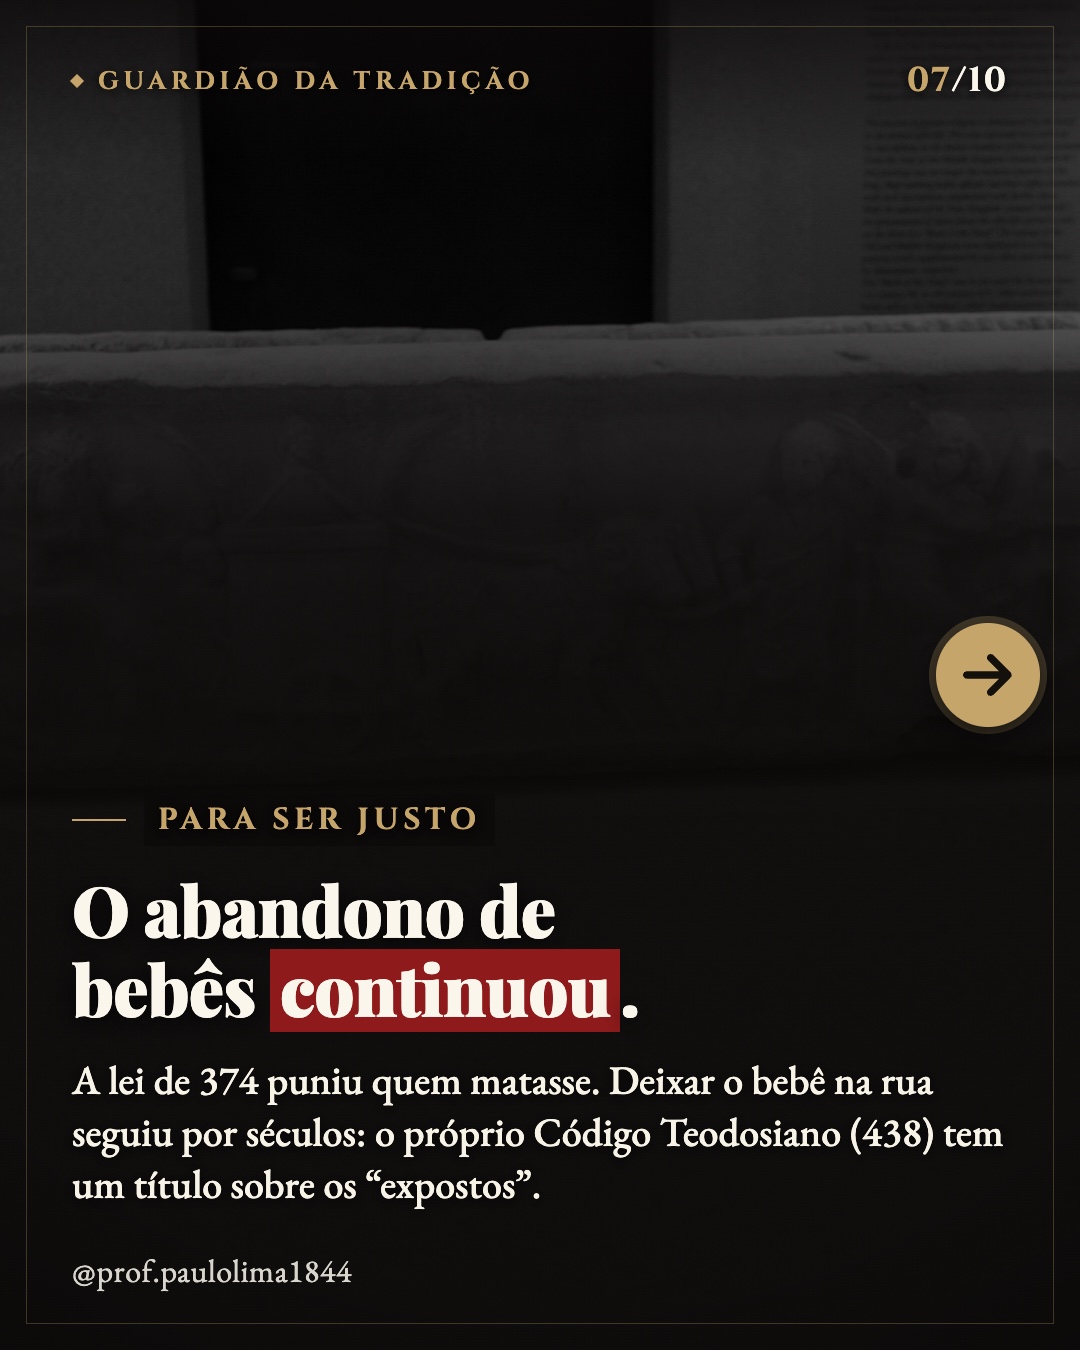 GUARDIÃO DA TRADIÇÃO
07/10
PARA SER JUSTO
O abandono de
bebês continuou.
A lei de 374 puniu quem matasse. Deixar o bebê na rua
seguiu por séculos: o próprio Código Teodosiano (438) tem
um título sobre os “expostos”.
@prof.paulolima1844